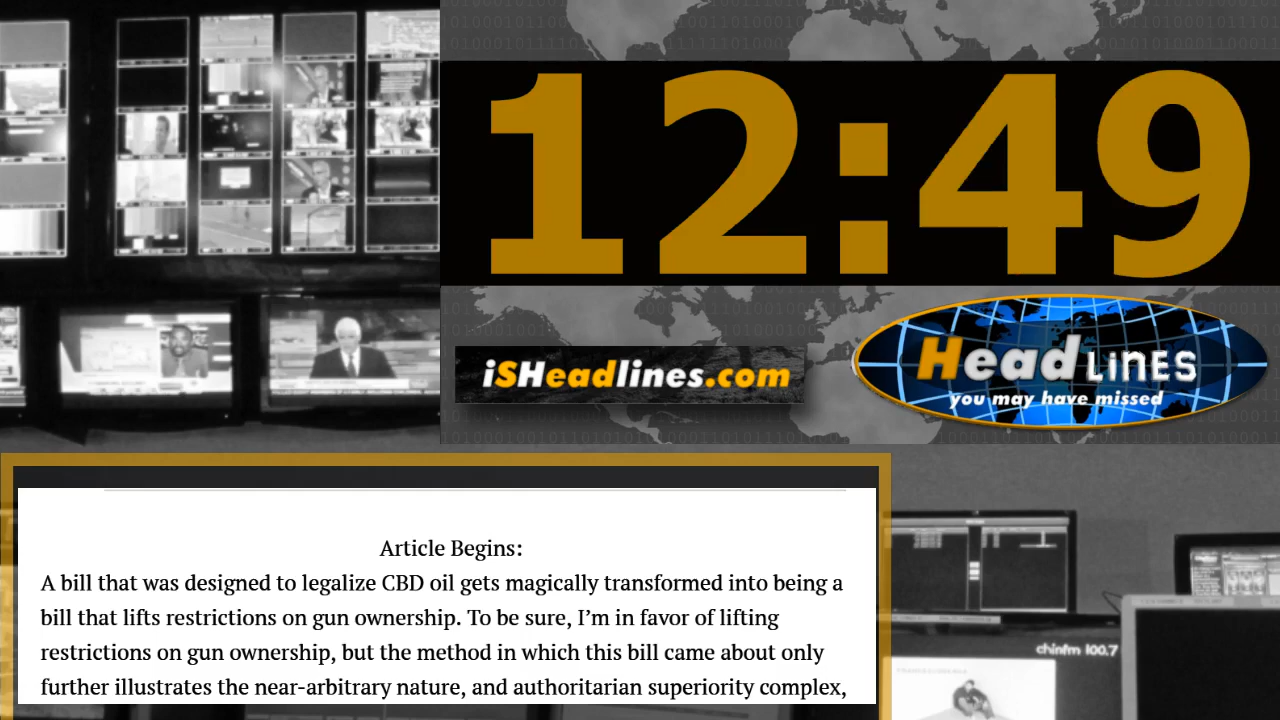 12:49
iSHeadlines.com
HeadLINES
you may have missed
Article Begins:
A bill that was designed to legalize CBD oil gets magically transformed into being a
bill that lifts restrictions on gun ownership. To be sure, I’m in favor of lifting
restrictions on gun ownership, but the method in which this bill came about only
further illustrates the near-arbitrary nature, and authoritarian superiority complex,
chinfm 100.7